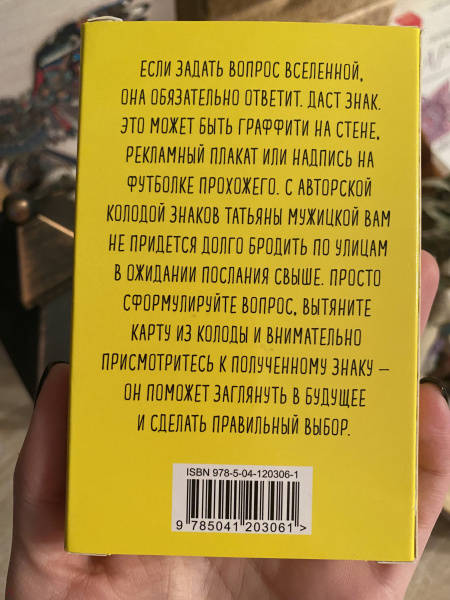 ЕСЛИ ЗАДАТЬ ВОПРОС ВСЕЛЕННОЙ,
ОНА ОБЯЗАТЕЛЬНО ОТВЕТИТ. ДАСТ ЗНАК.
ЭТО МОЖЕТ БЫТЬ ГРАФФИТИ НА СТЕНЕ,
РЕКЛАМНЫЙ ПЛАКАТ ИЛИ НАДПИСЬ НА
ФУТБОЛКЕ ПРОХОЖЕГО. С АВТОРСКОЙ
КОЛОДОЙ ЗНАКОВ ТАТЬЯНЫ МУЖИЦКОЙ ВАМ
НЕ ПРИДЕТСЯ ДОЛГО БРОДИТЬ ПО УЛИЦАМ
В ОЖИДАНИИ ПОСЛАНИЯ СВЫШЕ. ПРОСТО
СФОРМУЛИРУЙТЕ ВОПРОС, ВЫТЯНИТЕ
КАРТУ ИЗ КОЛОДЫ И ВНИМАТЕЛЬНО
ПРИСМОТРИТЕСЬ К ПОЛУЧЕННОМУ ЗНАКУ –
ОН ПОМОЖЕТ ЗАГЛЯНУТЬ В БУДУЩЕЕ
И СДЕЛАТЬ ПРАВИЛЬНЫЙ ВЫБОР.
ISBN 978-5-04-120306-1
9 785041 203061 >